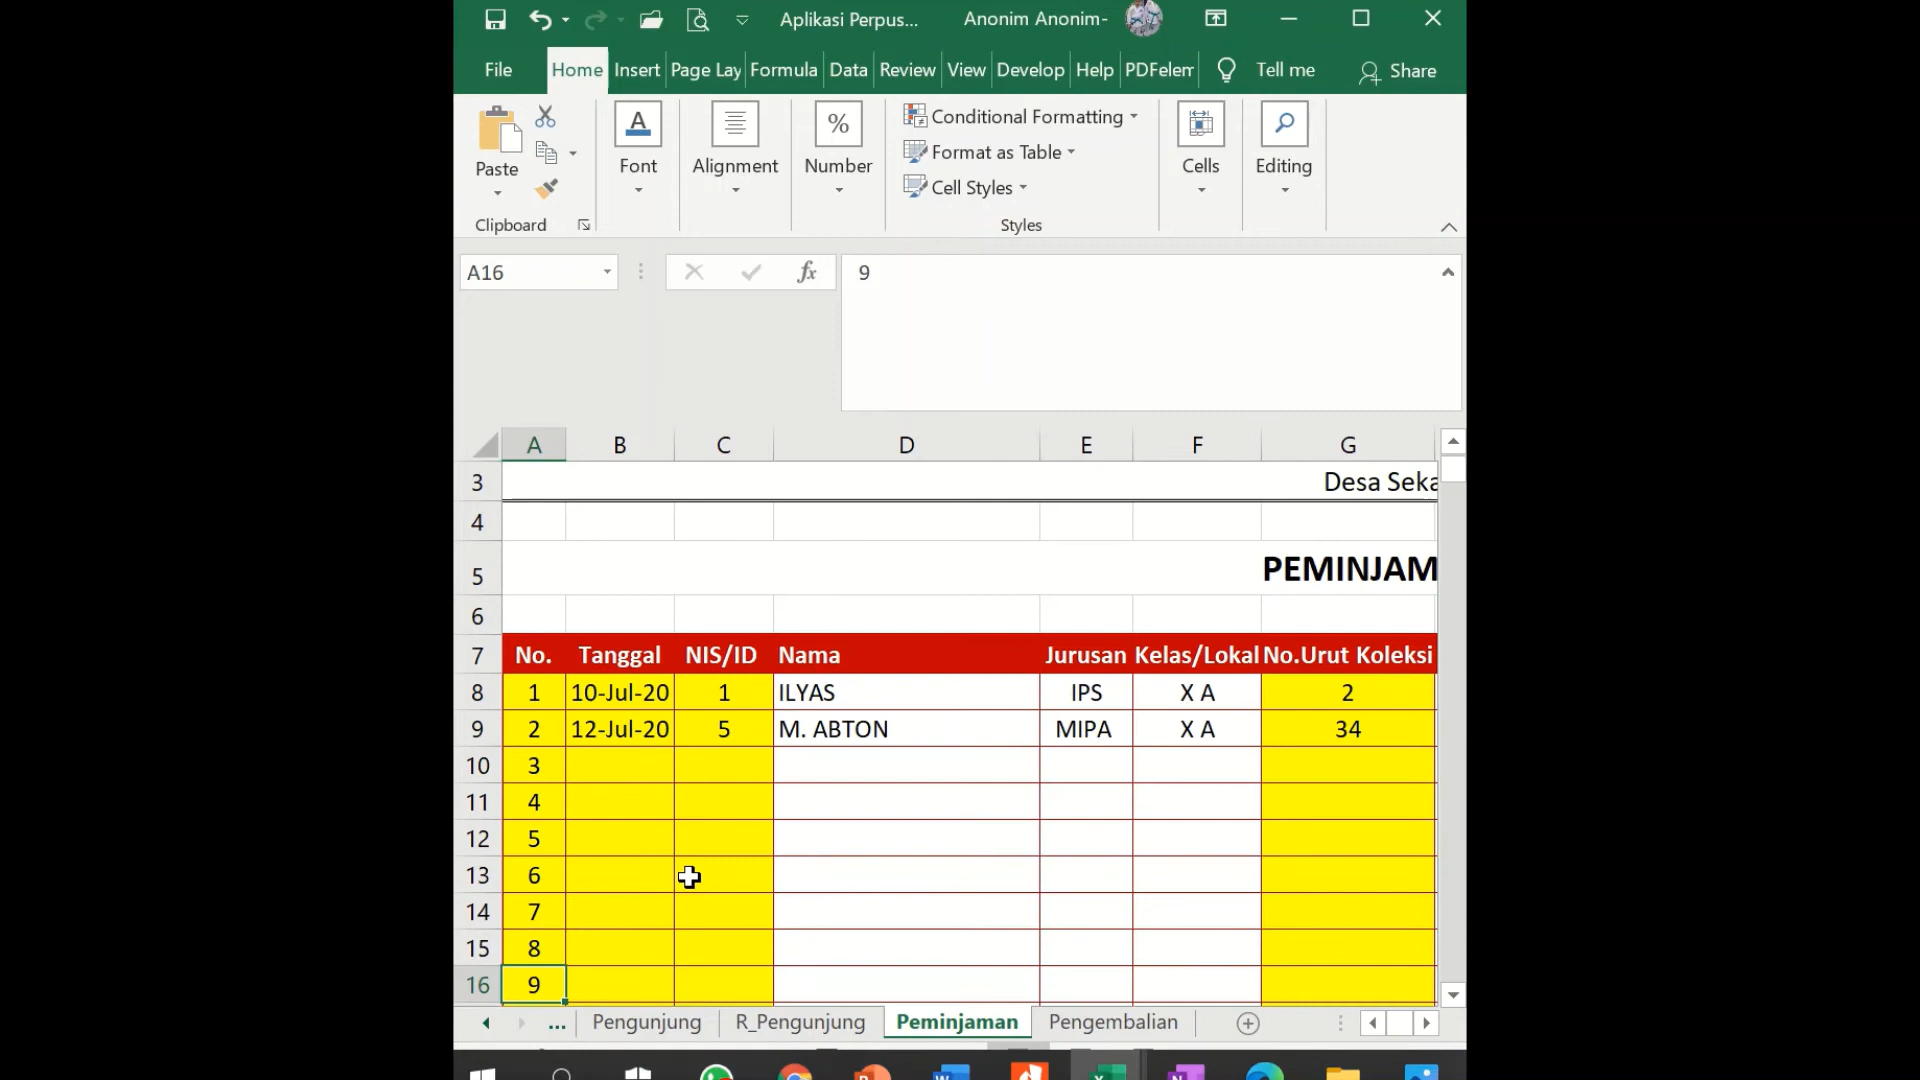 Aplikasi Perpus... Anonim Anonim-
File Home Insert Page Lay Formula Data Review View Develop Help PDFelem Tell me Share
Paste Font Alignment Number Conditional Formatting Cells Editing
Format as Table
Cell Styles
Clipboard Styles
A16 fx 9
A B C D E F G
3 Desa Seka
4
5 PEMINJAM
6
7 No. Tanggal NIS/ID Nama Jurusan Kelas/Lokal No.Urut Koleksi
8 1 10-Jul-20 1 ILYAS IPS X A 2
9 2 12-Jul-20 5 M. ABTON MIPA X A 34
10 3
11 4
12 5
13 6
14 7
15 8
16 9
... Pengunjung R_Pengunjung Peminjaman Pengembalian